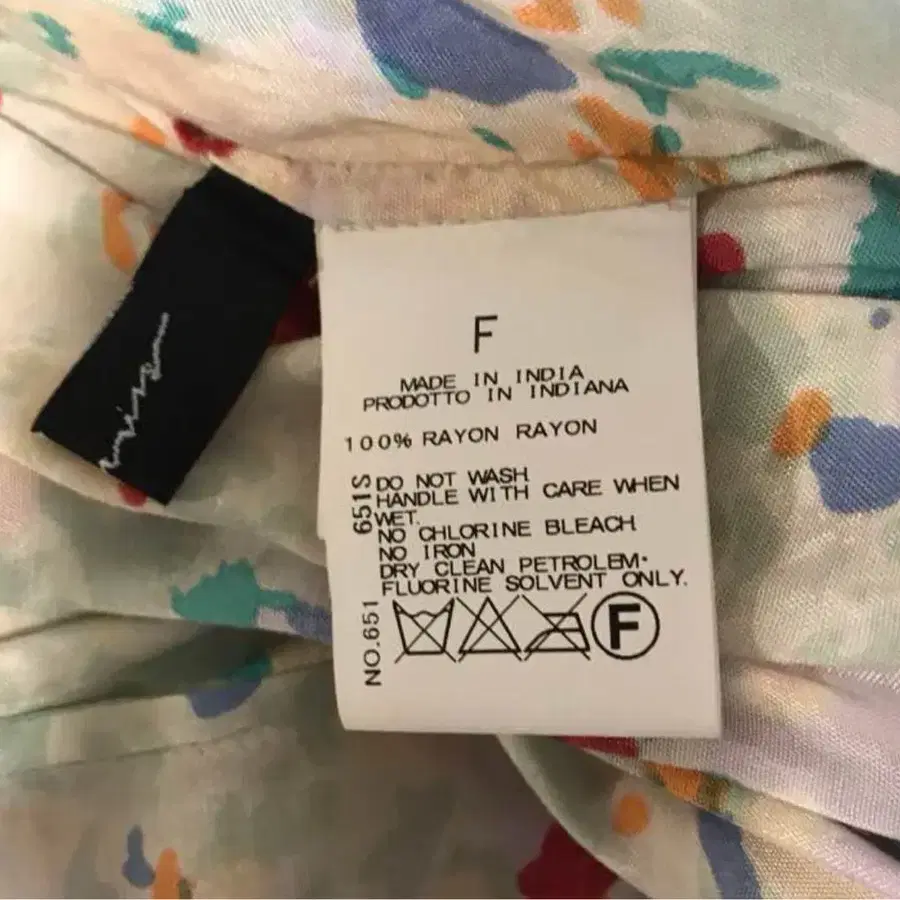 F
MADE IN INDIA
PRODOTTO IN INDIANA
100% RAYON RAYON
651S
DO NOT WASH
HANDLE WITH CARE WHEN
WET.
NO CHLORINE BLEACH
NO IRON
DRY CLEAN PETROLEM·
FLUORINE SOLVENT ONLY.
NO.651
F